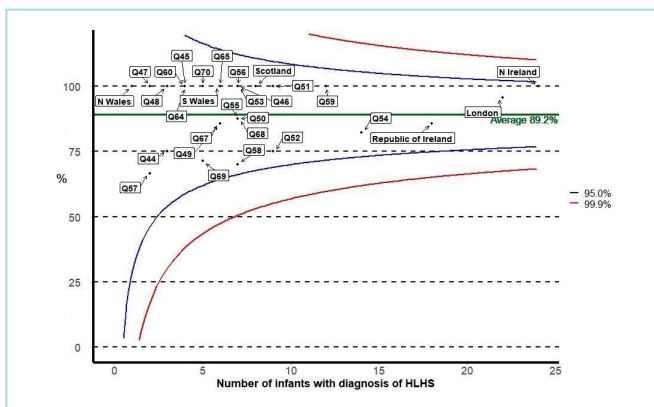 Q45 Q65
Q47 Q60 Q70 Q56 Scotland N Ireland
100 Q51
N Wales Q48 S Wales Q53 Q46 Q59
Q55
Q64 Q50 Q54 London
Average 89.2%
Q67 Q68 Republic of Ireland
Q44 Q49 Q58 Q52
75
Q57 Q69
%
50
95.0%
99.9%
25
0
0 5 10 15 20 25
Number of infants with diagnosis of HLHS